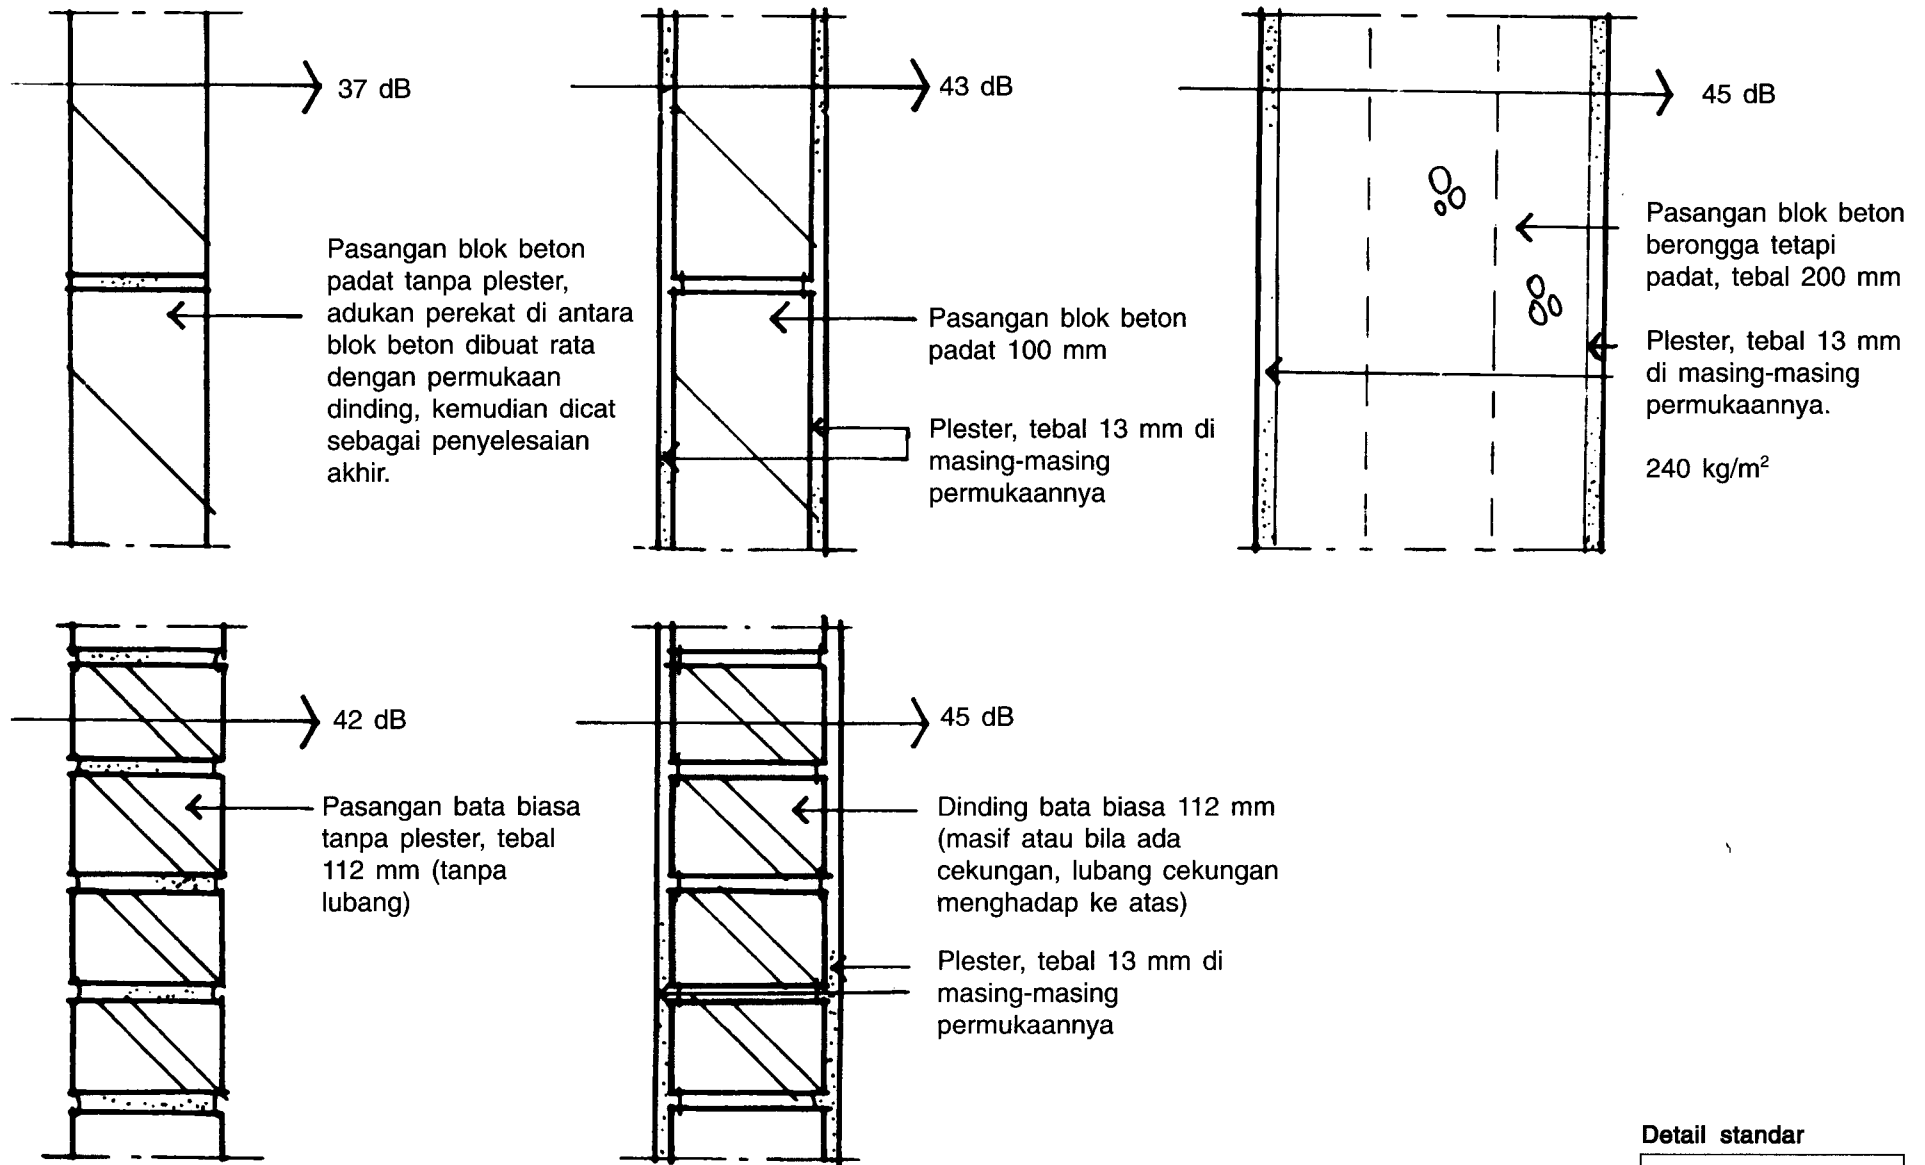 37 dB
Pasangan blok beton
padat tanpa plester,
adukan perekat di antara
blok beton dibuat rata
dengan permukaan
dinding, kemudian dicat
sebagai penyelesaian
akhir.
43 dB
Pasangan blok beton
padat 100 mm
Plester, tebal 13 mm di
masing-masing
permukaannya
45 dB
Pasangan blok beton
berongga tetapi
padat, tebal 200 mm
Plester, tebal 13 mm
di masing-masing
permukaannya.
240 kg/m²
42 dB
Pasangan bata biasa
tanpa plester, tebal
112 mm (tanpa
lubang)
45 dB
Dinding bata biasa 112 mm
(masif atau bila ada
cekungan, lubang cekungan
menghadap ke atas)
Plester, tebal 13 mm di
masing-masing
permukaannya
Detail standar